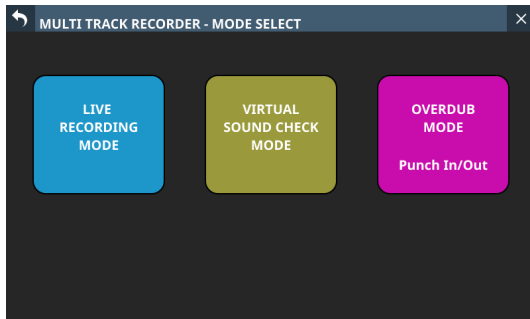 MULTI TRACK RECORDER - MODE SELECT
LIVE
RECORDING
MODE
VIRTUAL
SOUND CHECK
MODE
OVERDUB
MODE
Punch In/Out